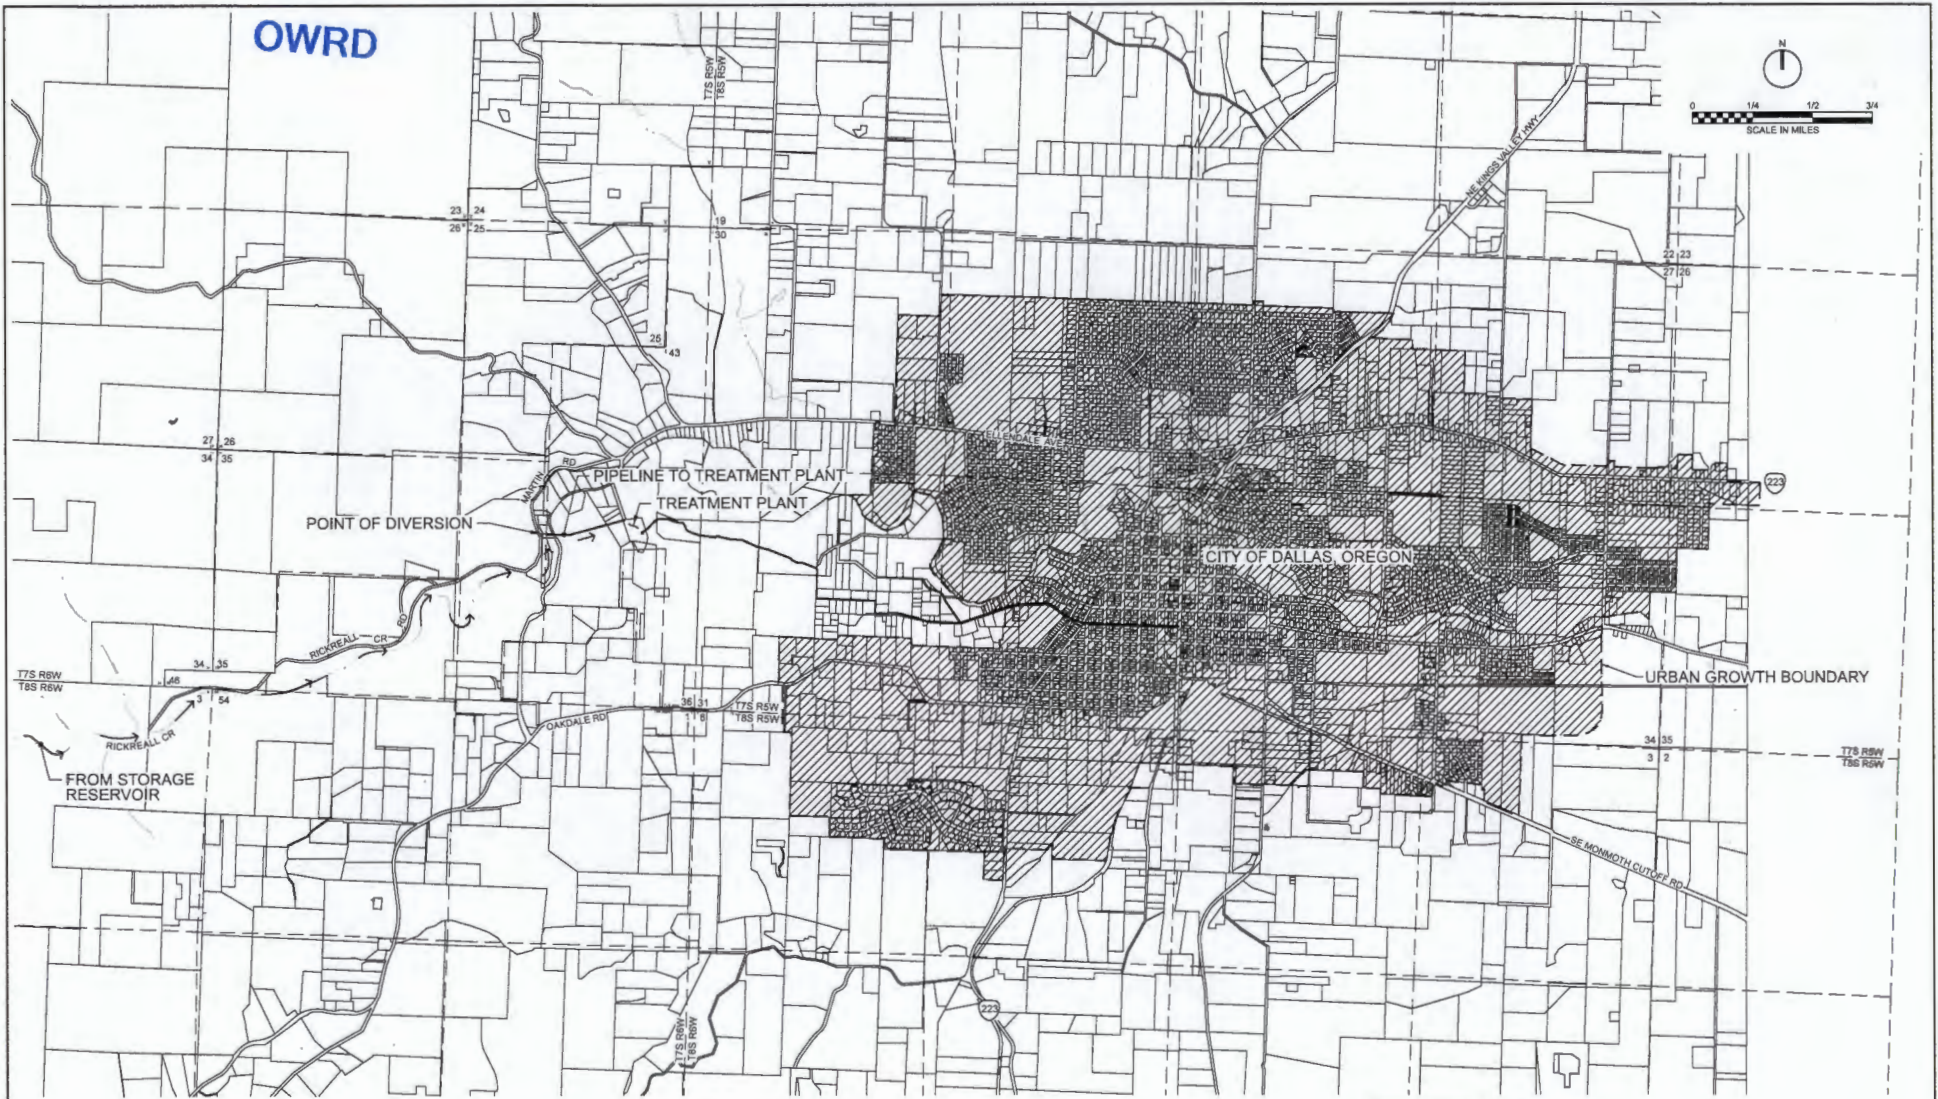 OWRD
N
0 1/4 1/2 3/4
SCALE IN MILES
T7S R5W
T8S R5W
NE KINGS VALLEY HWY
23 24
26 25
19
30
22 23
27 26
25
43
27 26
34 35
ELLENDALE AVE
MARTIN
RD
PIPELINE TO TREATMENT PLANT
TREATMENT PLANT
POINT OF DIVERSION
223
CITY OF DALLAS, OREGON
RICKREALL CR
RD
34 35
46
3 54
T7S R6W
T8S R6W
URBAN GROWTH BOUNDARY
36 31
1 6
T7S R5W
T8S R5W
OAKDALE RD
RICKREALL CR
34 35
3 2
T7S R5W
T8S R5W
FROM STORAGE
RESERVOIR
SE MONMOTH CUTOFF RD
223
T7S R6W
T8S R6W